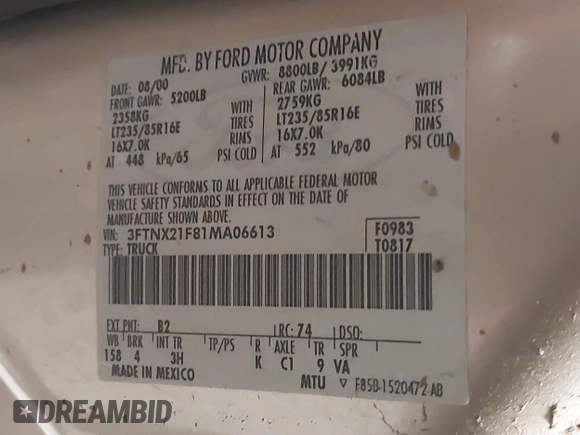 MFD. BY FORD MOTOR COMPANY
DATE: 08/00 GVWR: 8800LB/ 3991KG
FRONT GAWR: 5200LB REAR GAWR: 6084LB
2358KG WITH 2759KG WITH
LT235/85R16E TIRES LT235/85R16E TIRES
16X7.0K RIMS 16X7.0K RIMS
AT 448 kPa/65 PSI COLD AT 552 kPa/80 PSI COLD
THIS VEHICLE CONFORMS TO ALL APPLICABLE FEDERAL MOTOR
VEHICLE SAFETY STANDARDS IN EFFECT ON THE DATE OF
MANUFACTURE SHOWN ABOVE.
VIN: 3FTNX21F81MA06613 F0983
TYPE: TRUCK T0817
EXT PNT: B2 RC: 74 DSO:
WB BRK INT TR TP/PS R AXLE TR SPR
158 4 3H K C1 9 VA
MADE IN MEXICO MTU ▽ F85B-1520472-AB
DREAMBID